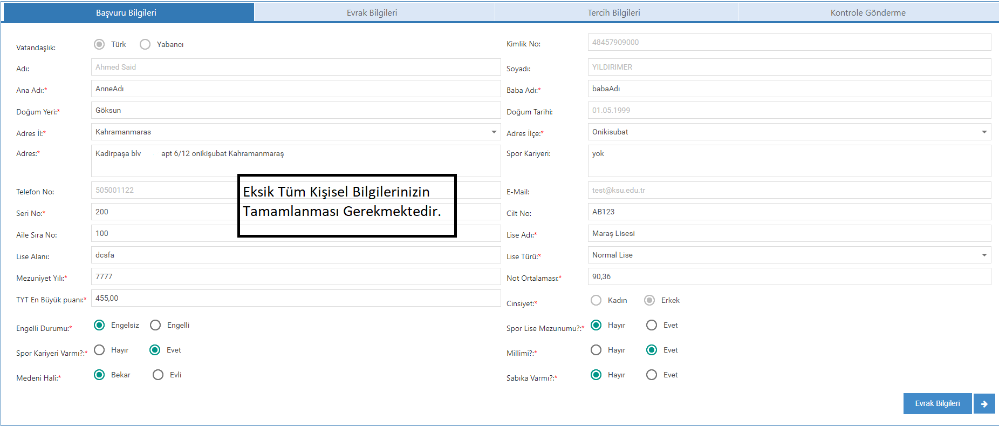 Başvuru Bilgileri Evrak Bilgileri Tercih Bilgileri Kontrole Gönderme
Vatandaşlık: Türk Yabancı Kimlik No: 48457909000
Adı: Ahmed Said Soyadı: YILDIRIMER
Ana Adı:* AnneAdı Baba Adı:* babaAdı
Doğum Yeri:* Göksun Doğum Tarihi: 01.05.1999
Adres İl:* Kahramanmaras Adres İlçe:* Onikisubat
Adres:* Kadirpaşa blv apt 6/12 onikişubat Kahramanmaraş Spor Kariyeri: yok
Eksik Tüm Kişisel Bilgilerinizin
Tamamlanması Gerekmektedir.
Telefon No: 505001122 E-Mail: test@ksu.edu.tr
Seri No:* 200 Cilt No: AB123
Aile Sıra No: 100 Lise Adı:* Maraş Lisesi
Lise Alanı: dcsfa Lise Türü:* Normal Lise
Mezuniyet Yılı:* 7777 Not Ortalaması:* 90,36
TYT En Büyük puanı:* 455,00 Cinsiyet:* Kadın Erkek
Engelli Durumu:* Engelsiz Engelli Spor Lise Mezunumu?:* Hayır Evet
Spor Kariyeri Varmı?:* Hayır Evet Millimi?:* Hayır Evet
Medeni Hali:* Bekar Evli Sabıka Varmı?:* Hayır Evet
Evrak Bilgileri